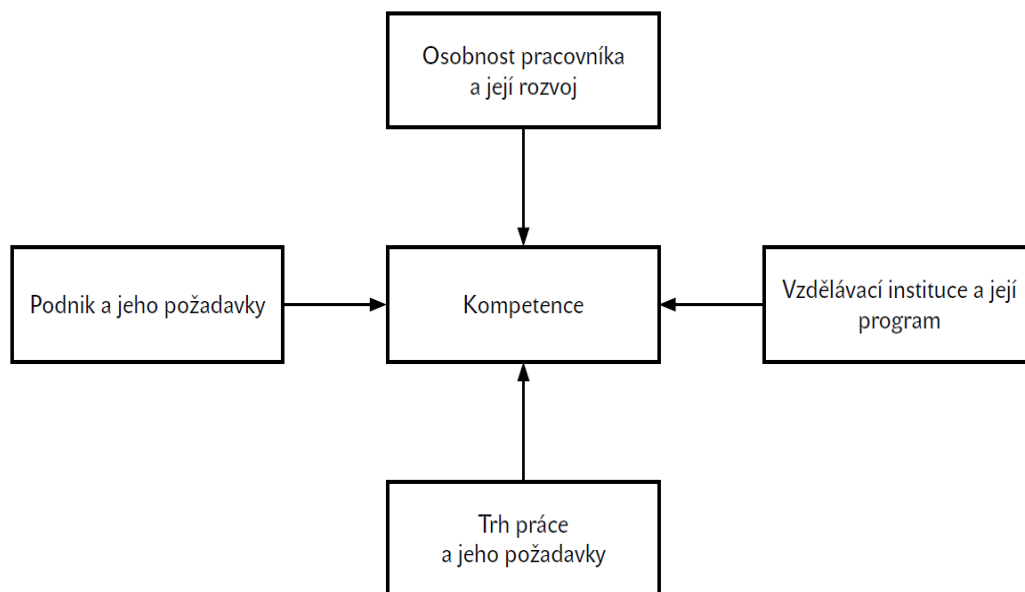 Osobnost pracovníka
a její rozvoj
Podnik a jeho požadavky
Kompetence
Vzdělávací instituce a její
program
Trh práce
a jeho požadavky